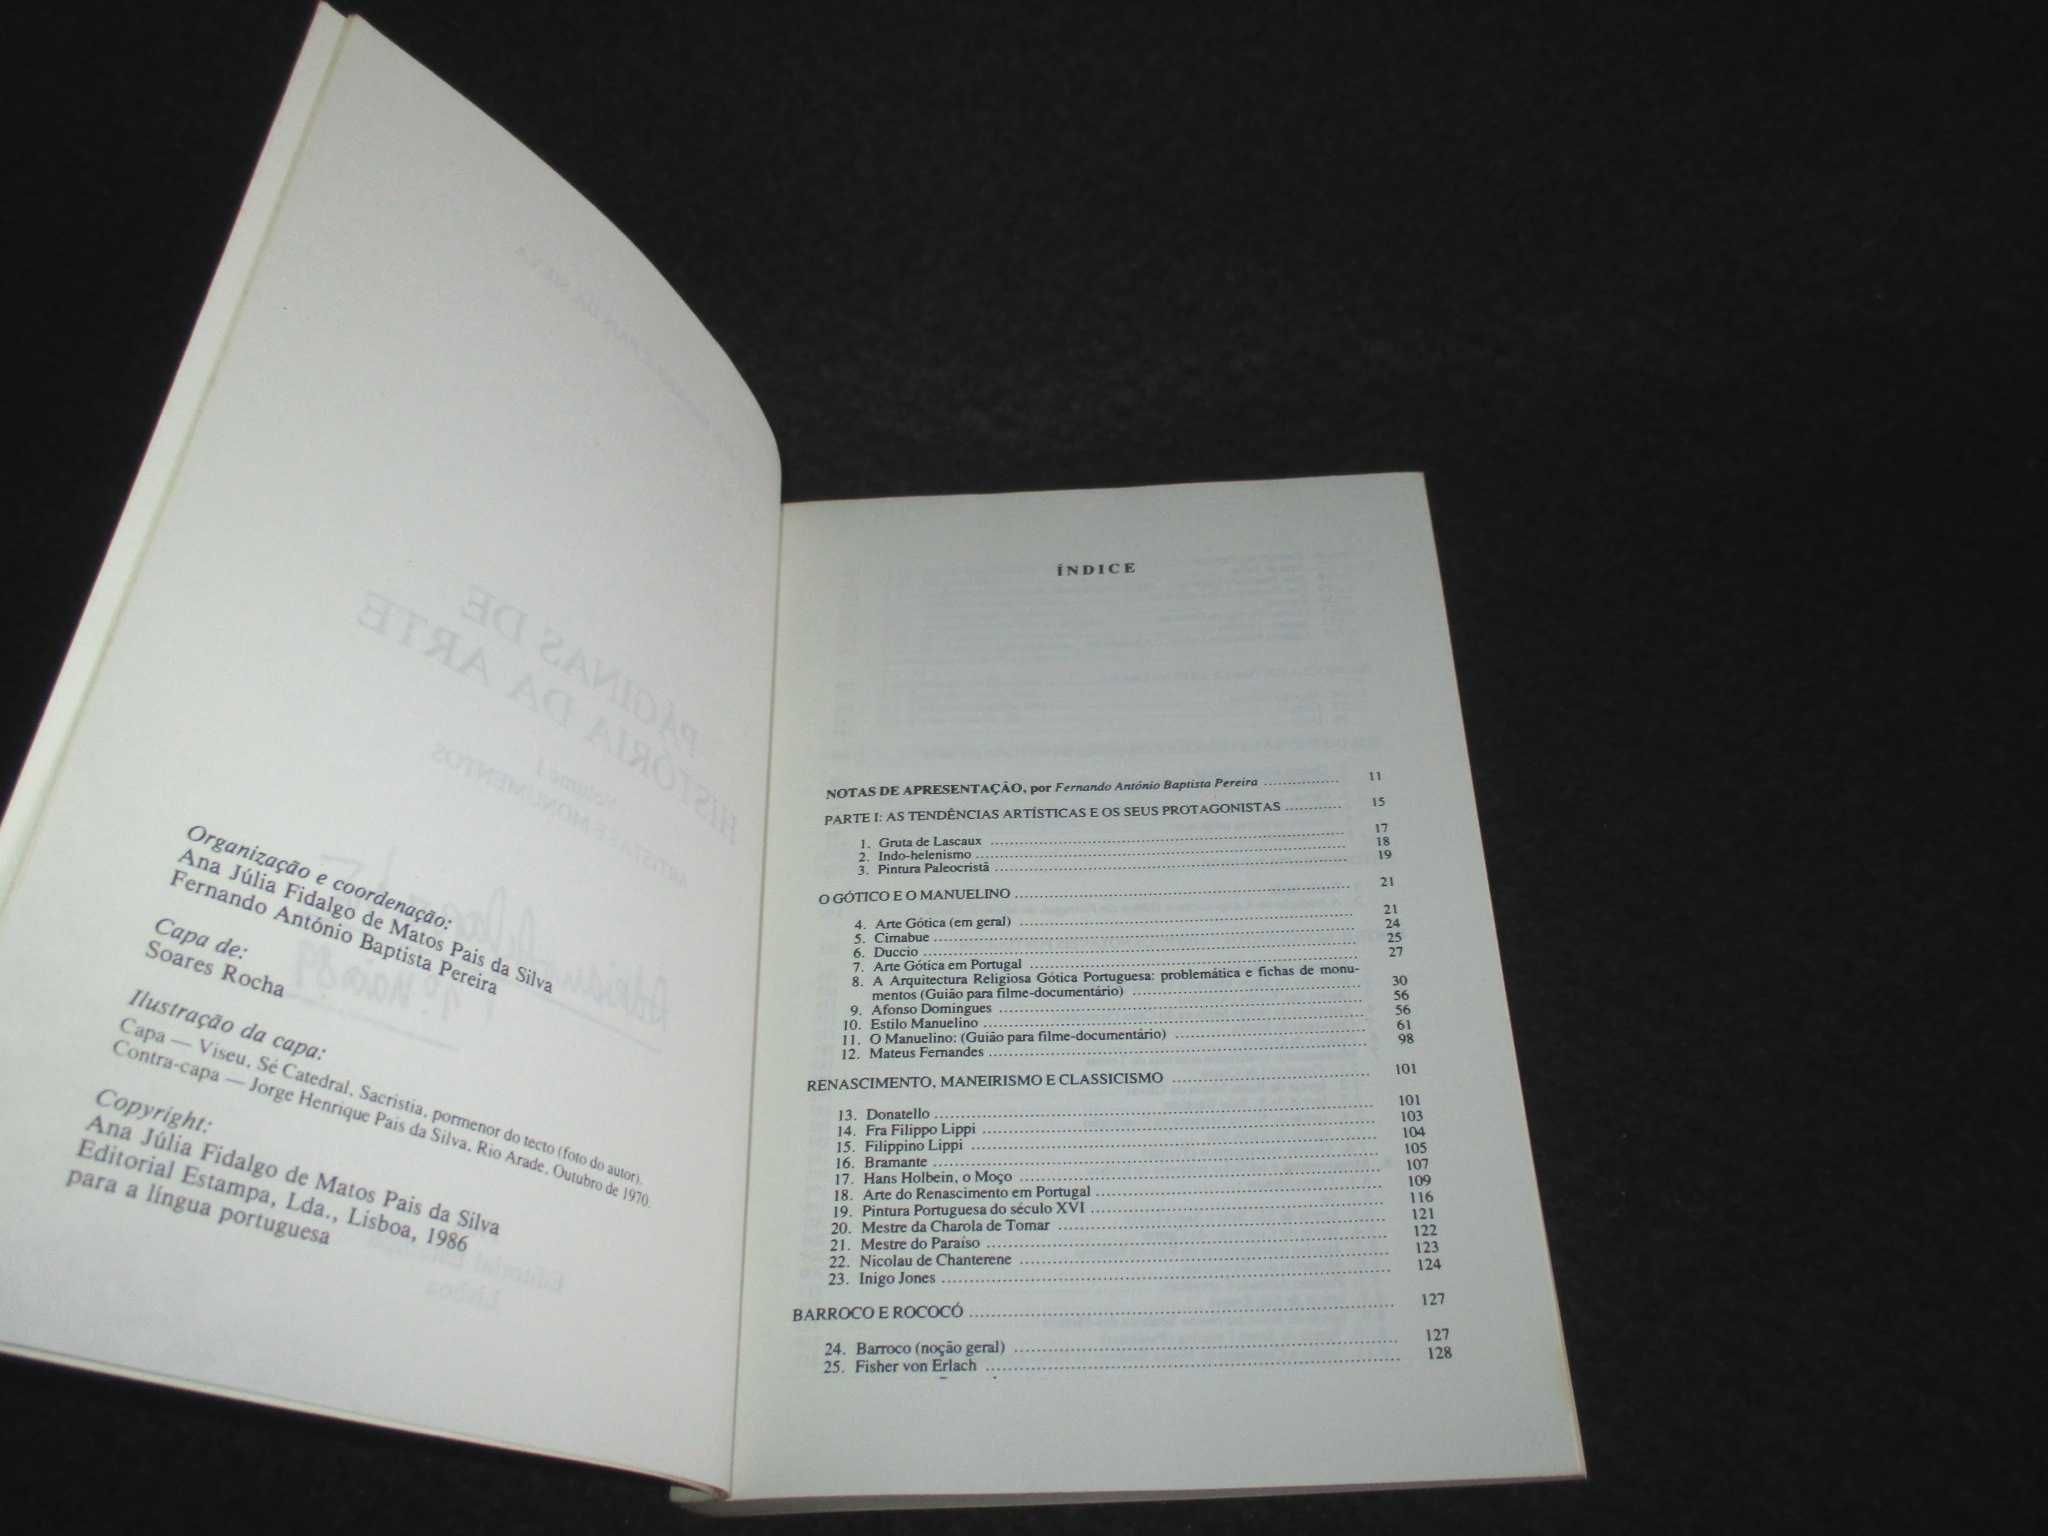 Organização e coordenação:
Ana Júlia Fidalgo de Matos Pais da Silva
Fernando António Baptista Pereira
Capa de:
Soares Rocha
Ilustração da capa:
Capa — Viseu, Sé Catedral, Sacristia, pormenor do tecto (foto do autor).
Contra-capa — Jorge Henrique Pais da Silva, Rio Arade, Outubro de 1970.
Copyright:
Ana Júlia Fidalgo de Matos Pais da Silva
Editorial Estampa, Lda., Lisboa, 1986
para a língua portuguesa
PÁGINAS DE
HISTÓRIA DA ARTE
Volume I
ARTISTAS E MONUMENTOS
Lisboa
ÍNDICE
NOTAS DE APRESENTAÇÃO, por Fernando António Baptista Pereira ................ 11
PARTE I: AS TENDÊNCIAS ARTÍSTICAS E OS SEUS PROTAGONISTAS ............ 15
1. Gruta de Lascaux ................ 17
2. Indo-helenismo ................ 18
3. Pintura Paleocristã ................ 19
O GÓTICO E O MANUELINO ................ 21
4. Arte Gótica (em geral) ................ 21
5. Cimabue ................ 24
6. Duccio ................ 25
7. Arte Gótica em Portugal ................ 27
8. A Arquitectura Religiosa Gótica Portuguesa: problemática e fichas de monu-
mentos (Guião para filme-documentário) ................ 30
9. Afonso Domingues ................ 56
10. Estilo Manuelino ................ 56
11. O Manuelino: (Guião para filme-documentário) ................ 61
12. Mateus Fernandes ................ 98
RENASCIMENTO, MANEIRISMO E CLASSICISMO ................ 101
13. Donatello ................ 101
14. Fra Filippo Lippi ................ 103
15. Filippino Lippi ................ 104
16. Bramante ................ 105
17. Hans Holbein, o Moço ................ 107
18. Arte do Renascimento em Portugal ................ 109
19. Pintura Portuguesa do século XVI ................ 116
20. Mestre da Charola de Tomar ................ 121
21. Mestre do Paraíso ................ 122
22. Nicolau de Chanterene ................ 123
23. Inigo Jones ................ 124
BARROCO E ROCOCÓ ................ 127
24. Barroco (noção geral) ................ 127
25. Fisher von Erlach ................ 128